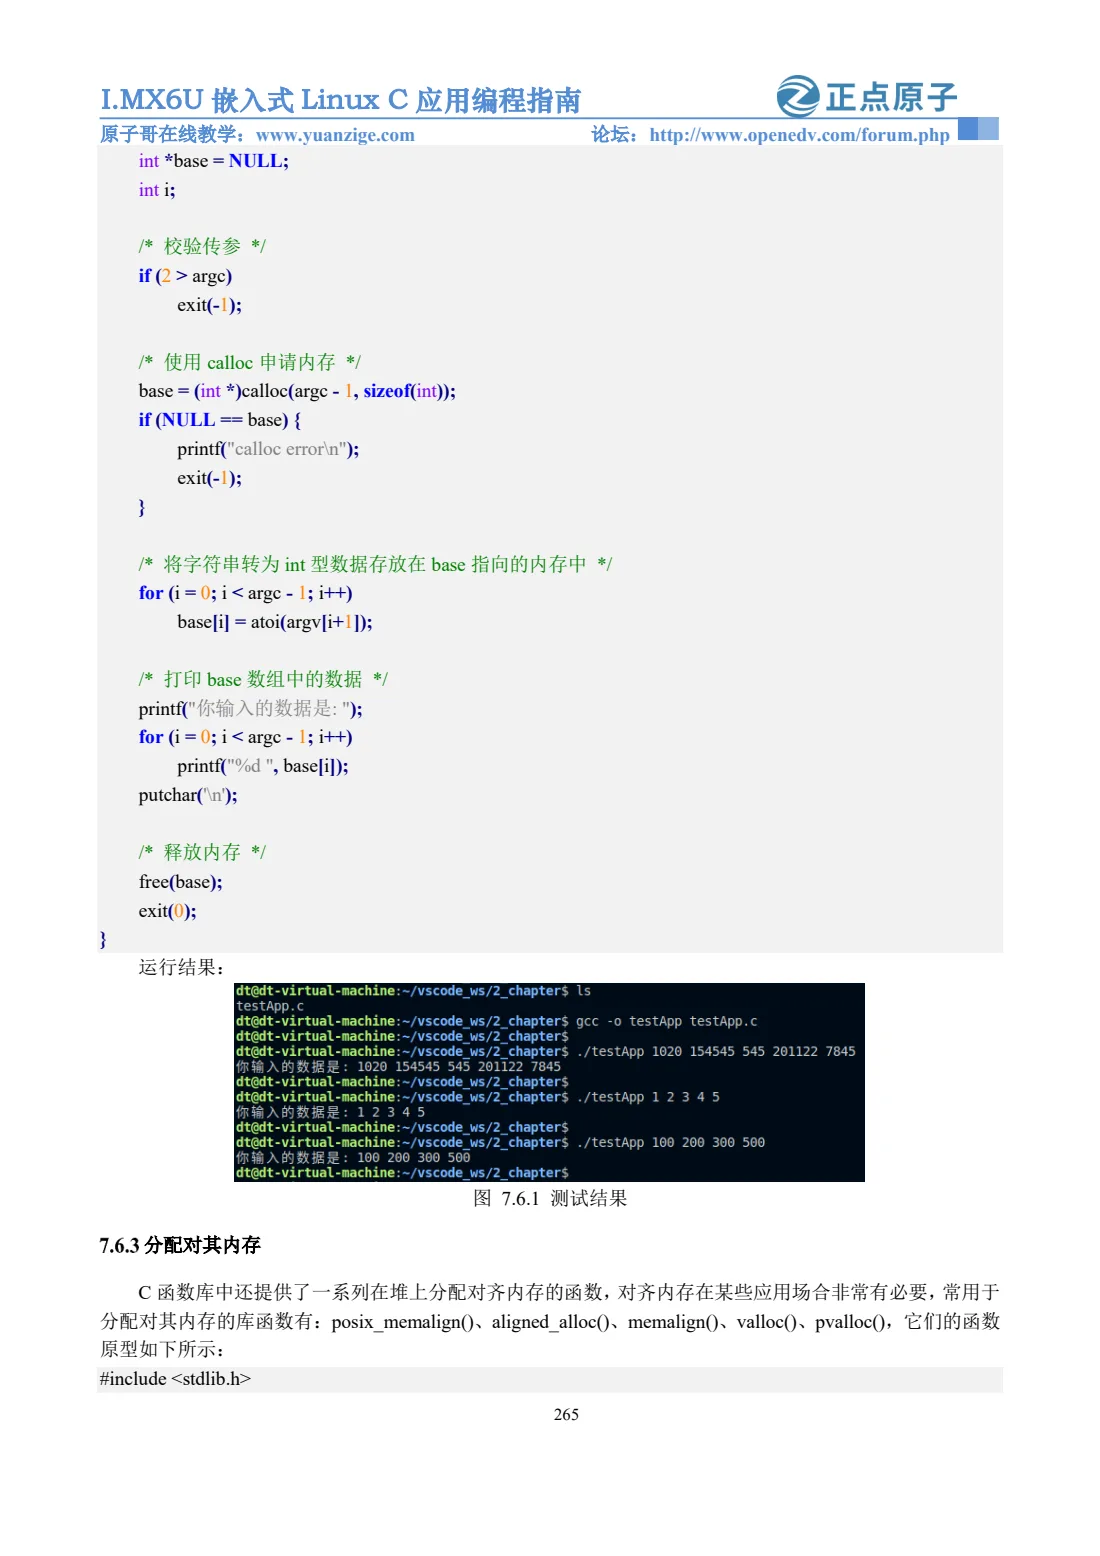 I.MX6U 嵌入式 Linux C 应用编程指南
正点原子
原子哥在线教学：www.yuanzige.com 论坛：http://www.openedv.com/forum.php
int *base = NULL;
int i;
/* 校验传参 */
if (2 > argc)
exit(-1);
/* 使用 calloc 申请内存 */
base = (int *)calloc(argc - 1, sizeof(int));
if (NULL == base) {
printf("calloc error\n");
exit(-1);
}
/* 将字符串转为 int 型数据存放在 base 指向的内存中 */
for (i = 0; i < argc - 1; i++)
base[i] = atoi(argv[i+1]);
/* 打印 base 数组中的数据 */
printf("你输入的数据是: ");
for (i = 0; i < argc - 1; i++)
printf("%d ", base[i]);
putchar('\n');
/* 释放内存 */
free(base);
exit(0);
}
运行结果：
dt@dt-virtual-machine:~/vscode_ws/2_chapter$ ls
testApp.c
dt@dt-virtual-machine:~/vscode_ws/2_chapter$ gcc -o testApp testApp.c
dt@dt-virtual-machine:~/vscode_ws/2_chapter$
dt@dt-virtual-machine:~/vscode_ws/2_chapter$ ./testApp 1020 154545 545 201122 7845
你输入的数据是: 1020 154545 545 201122 7845
dt@dt-virtual-machine:~/vscode_ws/2_chapter$
dt@dt-virtual-machine:~/vscode_ws/2_chapter$ ./testApp 1 2 3 4 5
你输入的数据是: 1 2 3 4 5
dt@dt-virtual-machine:~/vscode_ws/2_chapter$
dt@dt-virtual-machine:~/vscode_ws/2_chapter$ ./testApp 100 200 300 500
你输入的数据是: 100 200 300 500
dt@dt-virtual-machine:~/vscode_ws/2_chapter$
图 7.6.1 测试结果
7.6.3 分配对其内存
C 函数库中还提供了一系列在堆上分配对齐内存的函数，对齐内存在某些应用场合非常有必要，常用于
分配对其内存的库函数有：posix_memalign()、aligned_alloc()、memalign()、valloc()、pvalloc()，它们的函数
原型如下所示：
#include <stdlib.h>
265